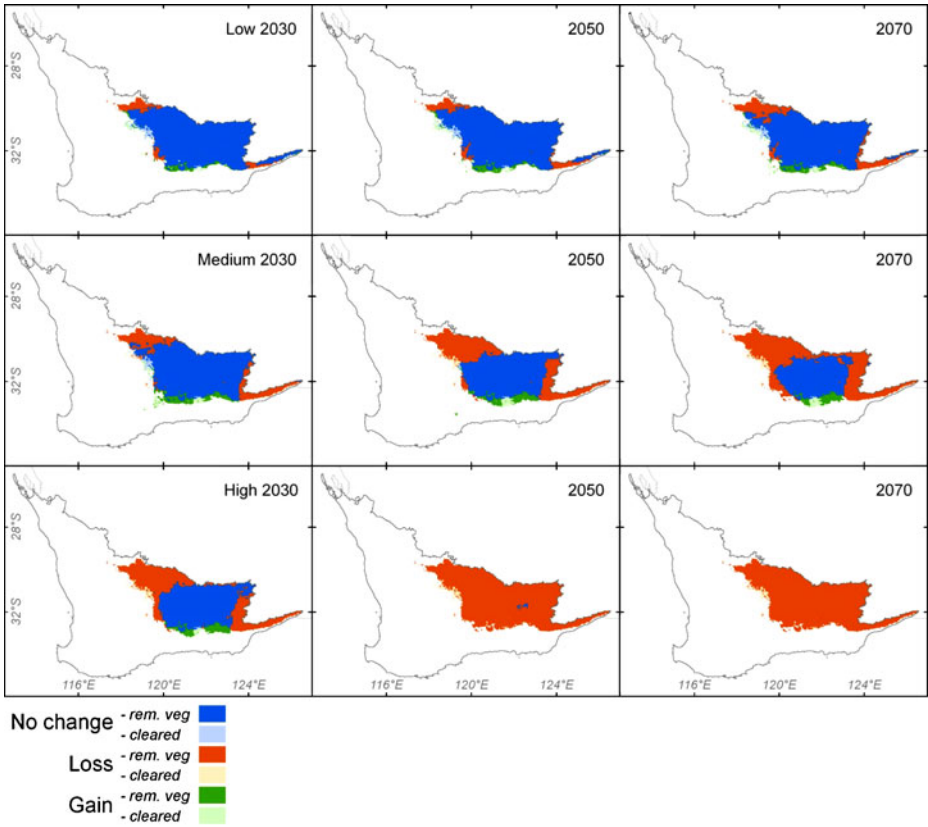 Low 2030
2050
2070
28°S
32°S
Medium 2030
2050
2070
28°S
32°S
High 2030
2050
2070
28°S
32°S
116°E 120°E 124°E 116°E 120°E 124°E 116°E 120°E 124°E
No change - rem. veg
- cleared
Loss - rem. veg
- cleared
Gain - rem. veg
- cleared